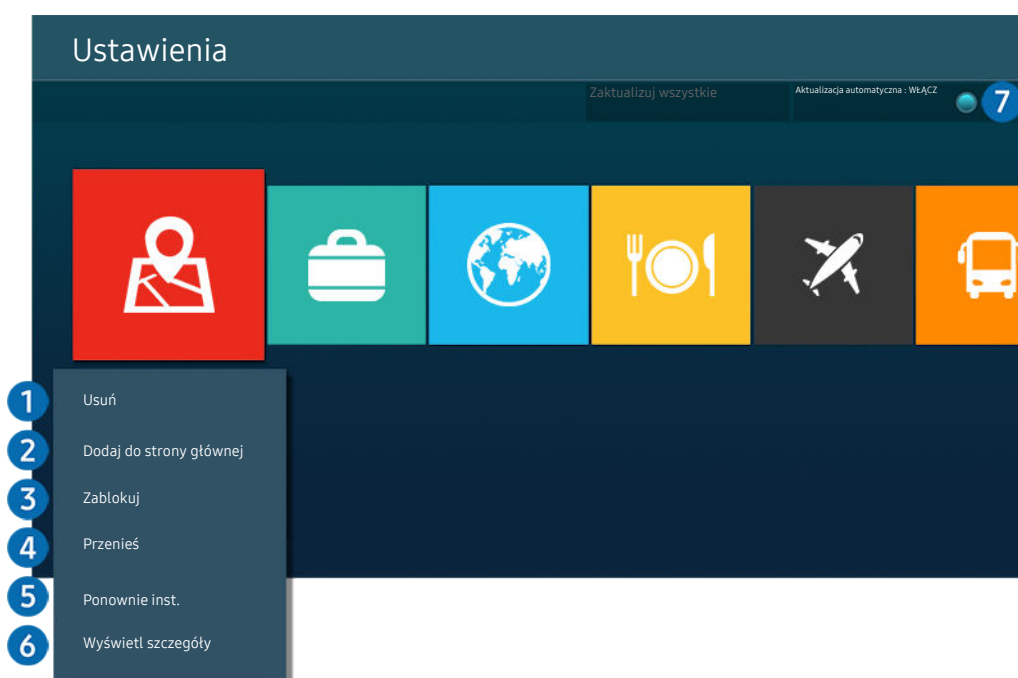 Ustawienia
Zaktualizuj wszystkie
Aktualizacja automatyczna : WŁĄCZ
7
1 Usuń
2 Dodaj do strony głównej
3 Zablokuj
4 Przenieś
5 Ponownie inst.
6 Wyświetl szczegóły